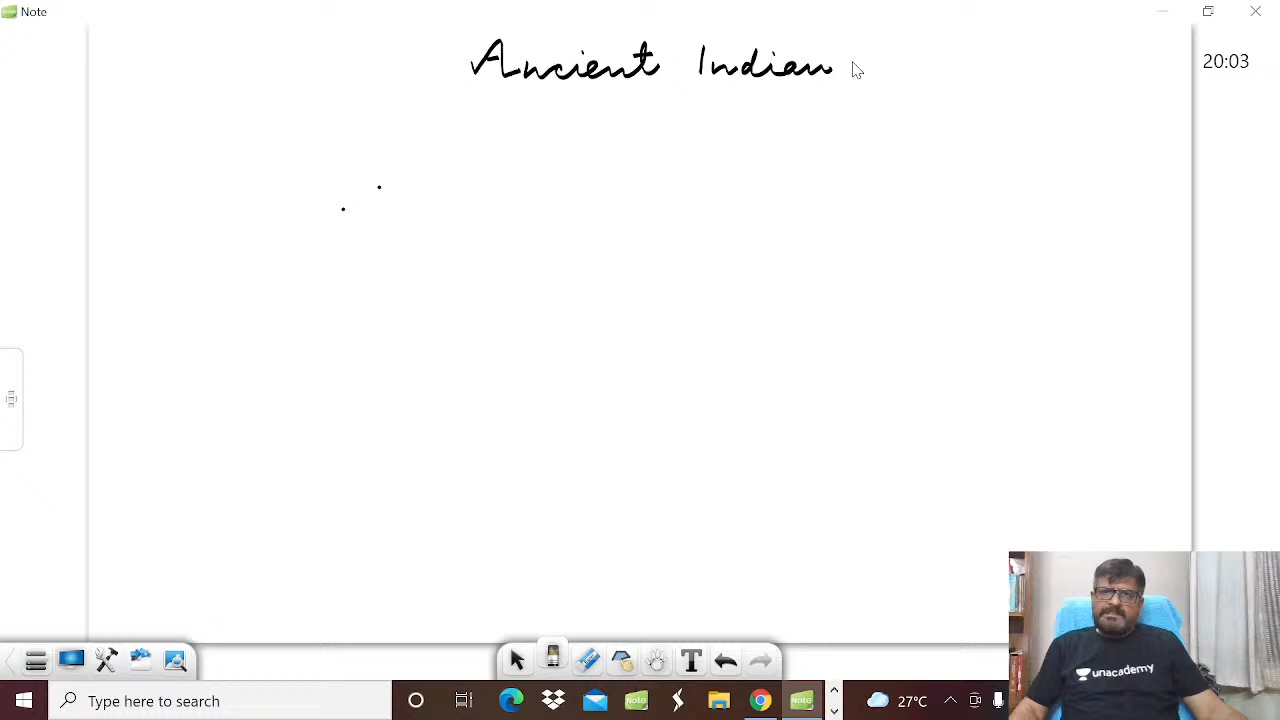 Note
Ancient Indian
20:03
unacademy
Type here to search
27°C